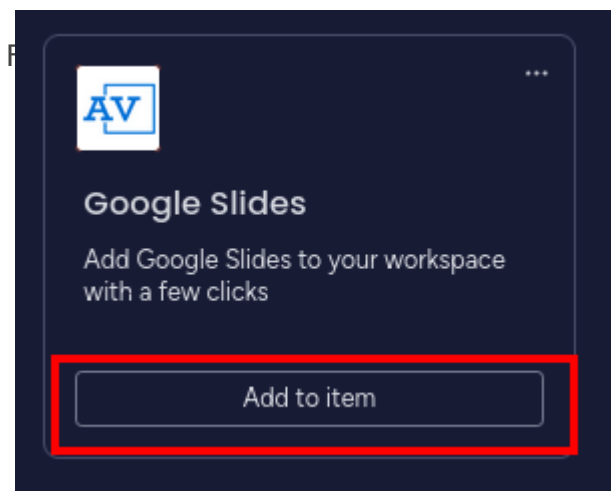 F
AV
...
Google Slides
Add Google Slides to your workspace
with a few clicks
Add to item